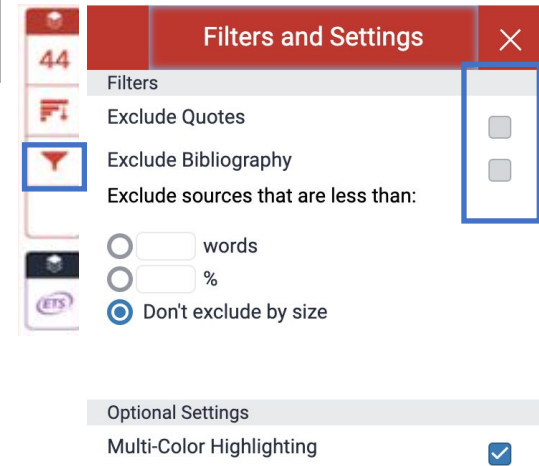 44
ETS
Filters and Settings
Filters
Exclude Quotes
Exclude Bibliography
Exclude sources that are less than:
words
%
Don't exclude by size
Optional Settings
Multi-Color Highlighting